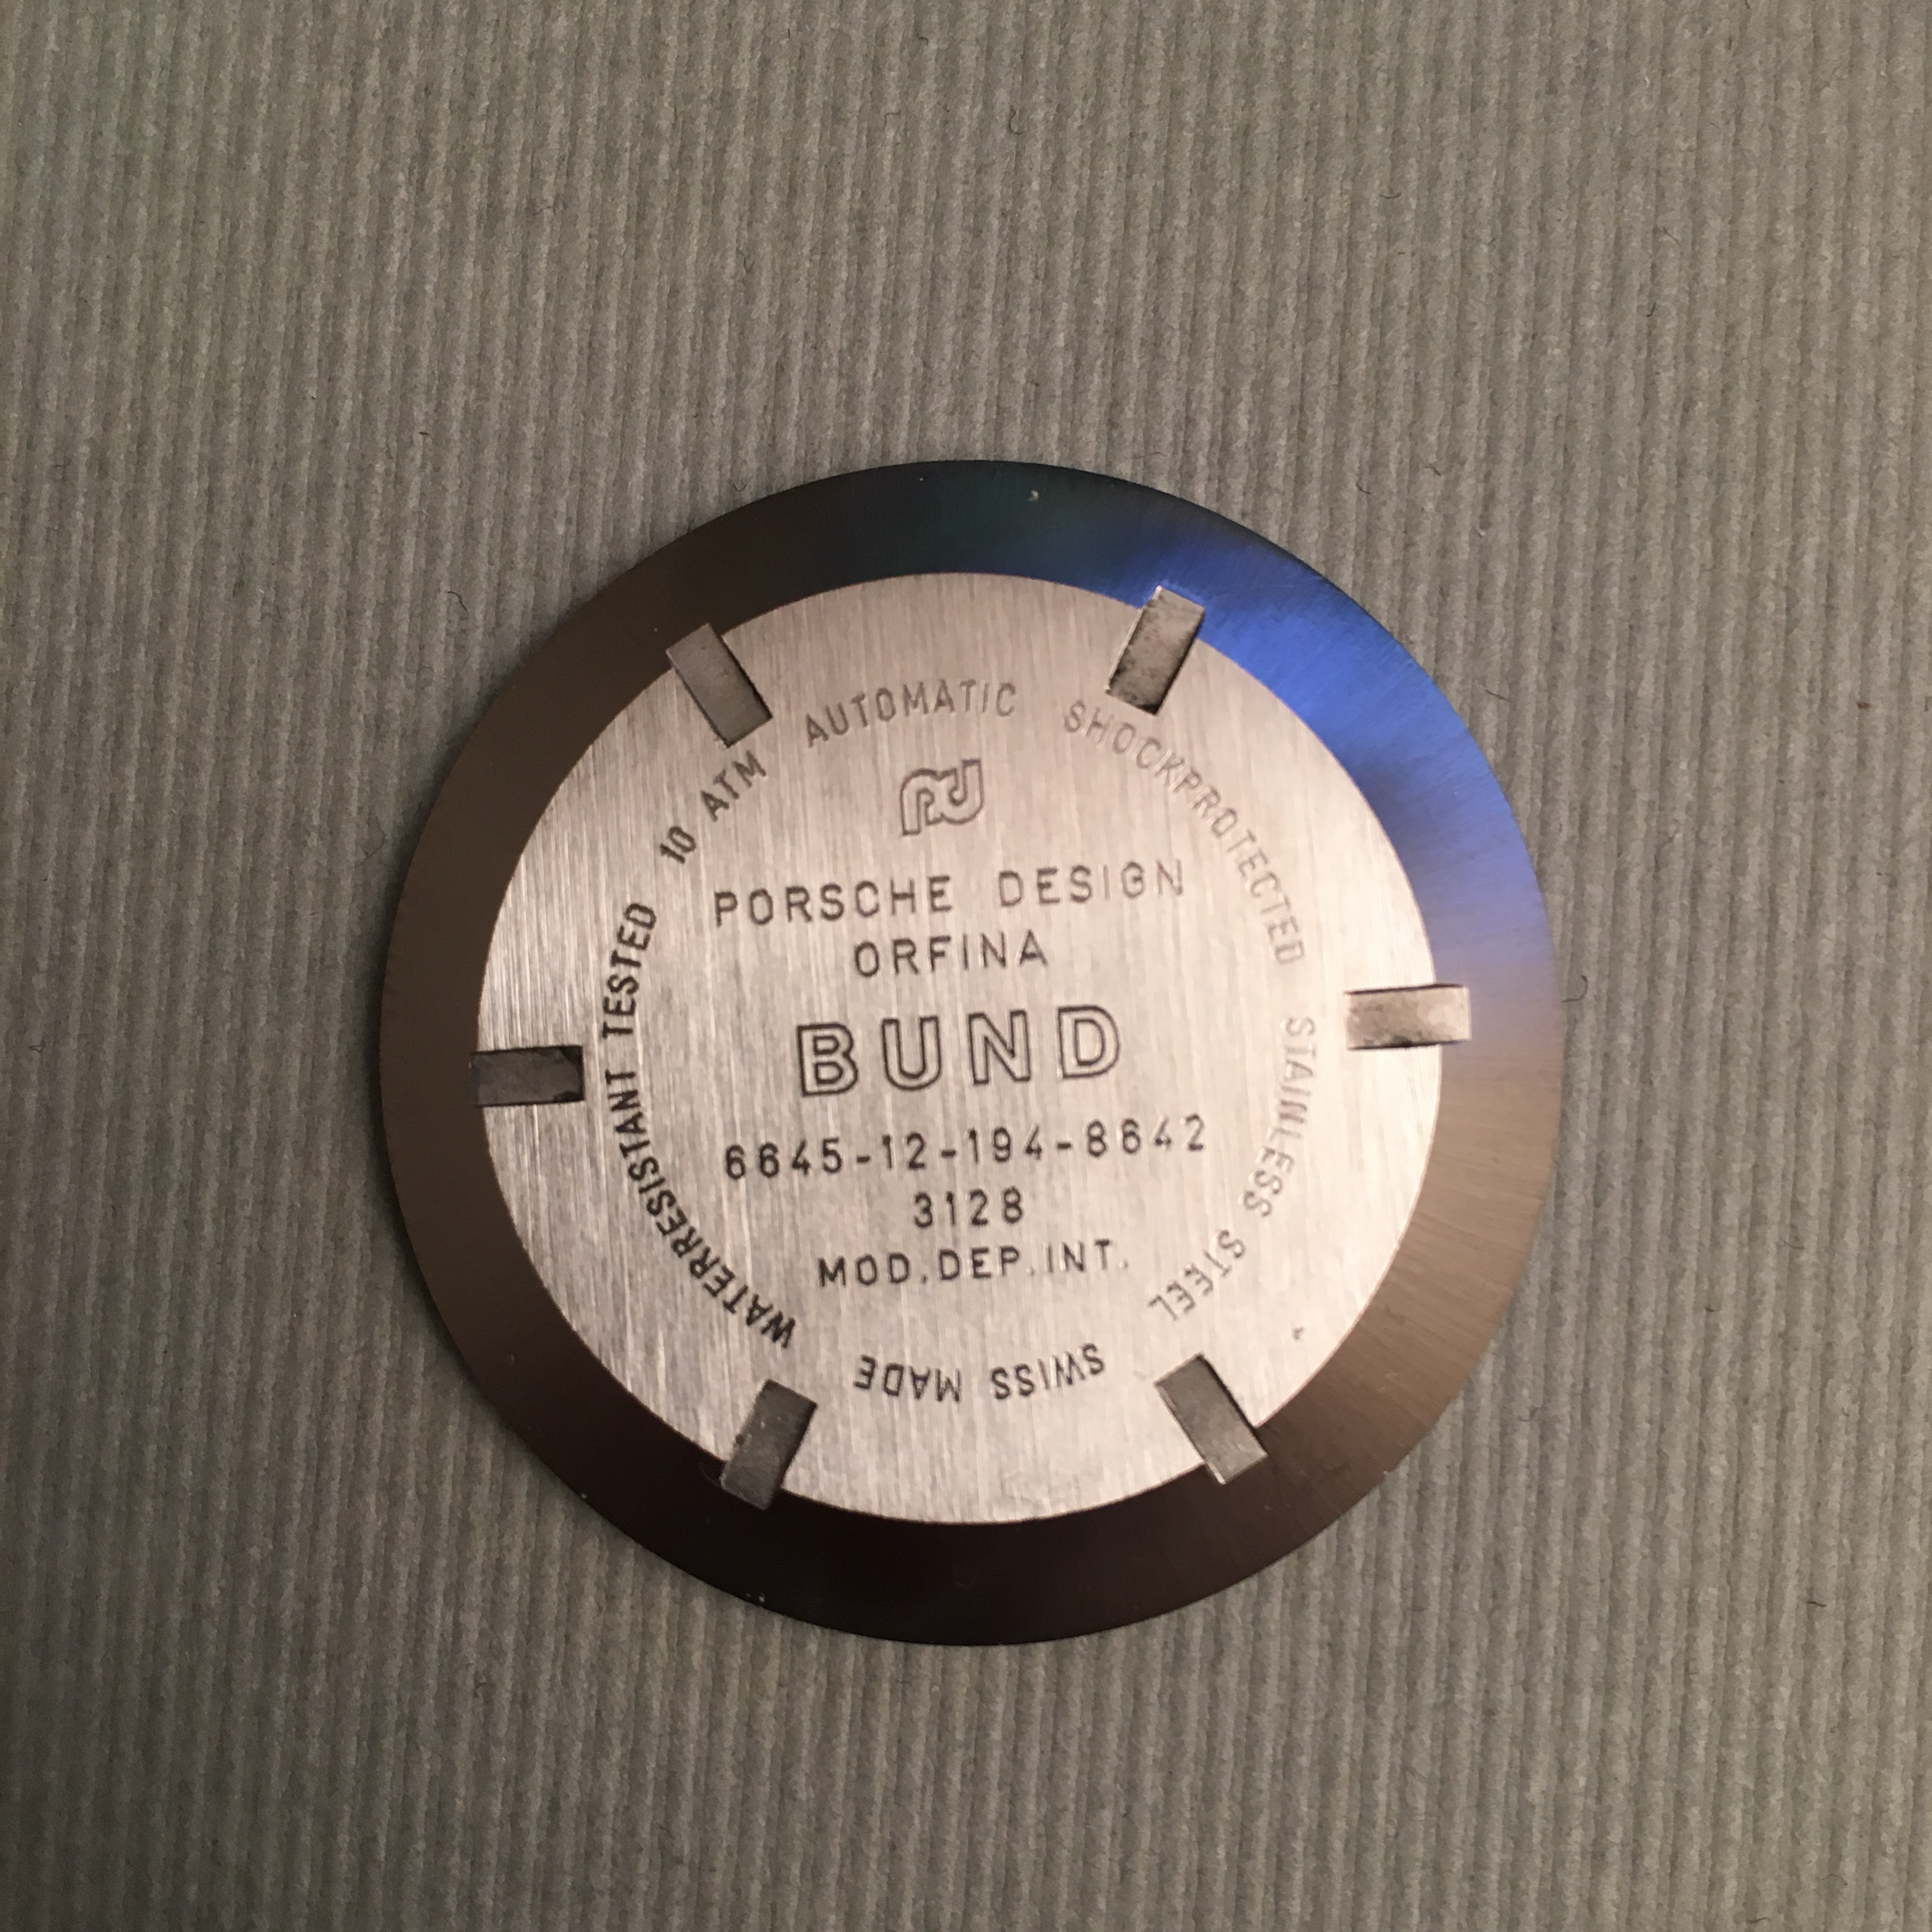 WATERRESISTANT TESTED 10 ATM AUTOMATIC SHOCKPROTECTED STAINLESS STEEL SWISS MADE
PD
PORSCHE DESIGN
ORFINA
BUND
6645-12-194-8642
3128
MOD.DEP.INT.